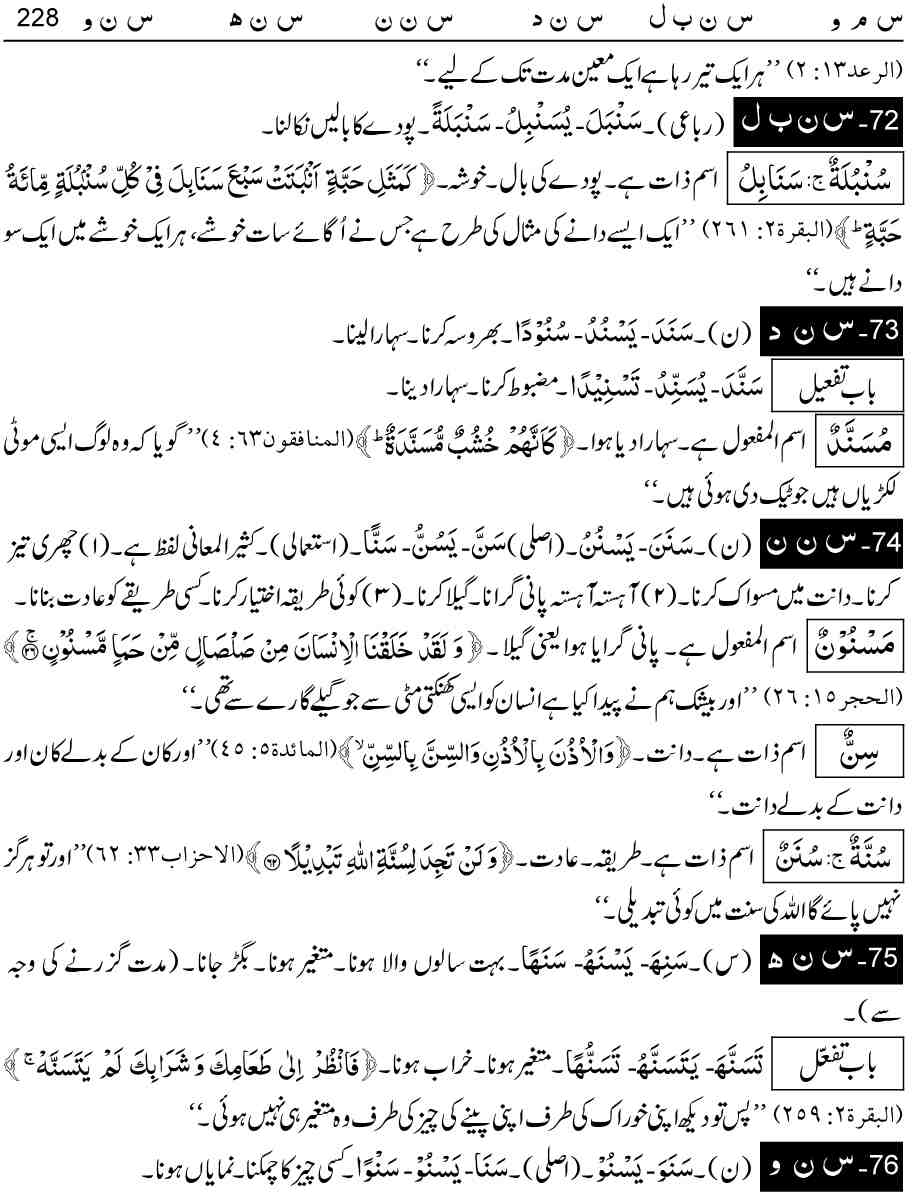 س م و   س ن ب ل   س ن د   س ن ن   س ن ھ   س ن و   228
(الرعد۱۳: ۲) ’’ہر ایک تیر رہا ہے ایک معین مدت تک کے لیے۔‘‘
72۔س ن ب ل (رباعی)۔سَنْبَلَ- یُسَنْبِلُ- سَنْبَلَةً۔پودے کا بالیں نکالنا۔
سُنْۢبُلَةٌ ج: سَنَابِلُ اسم ذات ہے۔ پودے کی بال۔خوشہ۔﴿ کَمَثَلِ حَبَّةٍ اَنْۢبَتَتْ سَبْعَ سَنَابِلَ فِیْ کُلِّ سُنْۢبُلَةٍ مِّائَةُ
حَبَّةٍ ؕ﴾(البقرة۲: ۲۶۱) ’’ایک ایسے دانے کی مثال کی طرح ہے جس نے اُگائے سات خوشے، ہر ایک خوشے میں ایک سو
دانے ہیں۔‘‘
73۔س ن د (ن)۔سَنَدَ- یَسْنُدُ- سُنُوْدًا۔بھروسہ کرنا۔سہارا لینا۔
باب تفعیل سَنَّدَ- یُسَنِّدُ- تَسْنِیْدًا۔مضبوط کرنا۔سہارا دینا۔
مُسَنَّدٌ اسم المفعول ہے۔سہارا دیا ہوا۔﴿ کَاَنَّهُمْ خُشُبٌ مُّسَنَّدَةٌ ؕ﴾(المنافقون۶۳: ۴)’’گویا کہ وہ لوگ ایسی موٹی
لکڑیاں ہیں جو ٹیک دی ہوئی ہیں۔‘‘
74۔س ن ن (ن)۔سَنَنَ- یَسْنُنُ۔(اصلی)سَنَّ- یَسُنُّ- سَنًّا۔(استعمالی)۔کثیر المعانی لفظ ہے۔(۱)چھری تیز
کرنا۔دانت میں مسواک کرنا۔(۲)آہستہ آہستہ پانی گرانا۔گیلا کرنا۔(۳)کوئی طریقہ اختیار کرنا۔کسی طریقے کو عادت بنانا۔
مَسْنُوْنٌ اسم المفعول ہے۔ پانی گرایا ہوا یعنی گیلا۔﴿ وَ لَقَدْ خَلَقْنَا الْاِنْسَانَ مِنْ صَلْصَالٍ مِّنْ حَمَاٍ مَّسْنُوْنٍ ۚ۲۶﴾
(الحجر۱۵: ۲۶) ’’اور بیشک ہم نے پیدا کیا ہے انسان کو ایسی کھنکتی مٹی سے جو گیلے گارے سے تھی۔‘‘
سِنٌّ اسم ذات ہے۔ دانت۔﴿وَالْاُذُنَ بِالْاُذُنِ وَالسِّنَّ بِالسِّنِّ ۙ﴾(المائدة۵: ۴۵)’’اور کان کے بدلے کان اور
دانت کے بدلے دانت۔‘‘
سُنَّةٌ ج: سُنَنٌ اسم ذات ہے۔طریقہ۔عادت۔﴿وَ لَنْ تَجِدَ لِسُنَّةِ اللهِ تَبْدِیْلًا ۶۲﴾(الاحزاب۳۳: ۶۲)’’اور تو ہرگز
نہیں پائے گا اللہ کی سنت میں کوئی تبدیلی۔‘‘
75۔س ن ھ (س)۔سَنِهَ- یَسْنَهُ- سَنَهًا۔بہت سالوں والا ہونا۔متغیر ہونا۔بگڑ جانا۔(مدت گزرنے کی وجہ
سے)۔
باب تفعّل تَسَنَّهَ- یَتَسَنَّهُ- تَسَنُّهًا۔متغیر ہونا۔خراب ہونا۔﴿فَانْظُرْ اِلٰی طَعَامِكَ وَ شَرَابِكَ لَمْ یَتَسَنَّهْ ۚ﴾
(البقرة۲: ۲۵۹) ’’پس تو دیکھ اپنی خوراک کی طرف اپنی پینے کی چیز کی طرف وہ متغیر ہی نہیں ہوئی۔‘‘
76۔س ن و (ن)۔سَنَوَ- یَسْنُوْ۔(اصلی)۔سَنَا- یَسْنُوْ- سَنْوًا۔کسی چیز کا چمکنا۔نمایاں ہونا۔